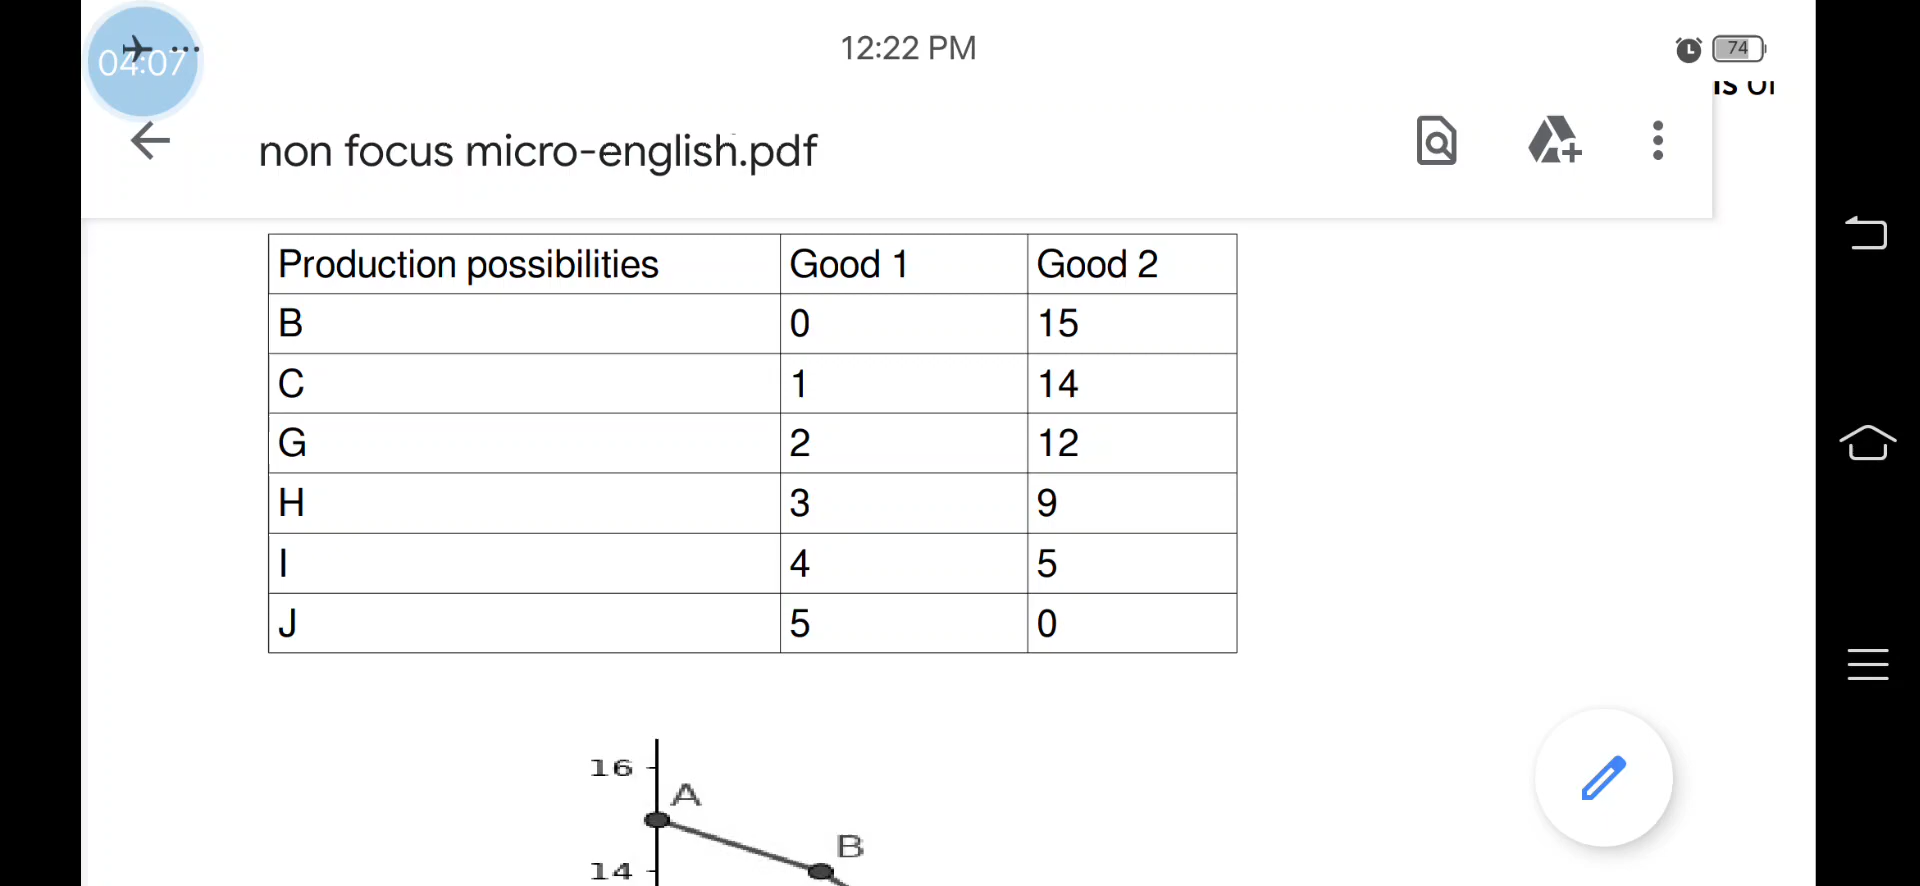 04:07
12:22 PM
74
non focus micro-english.pdf
Production possibilities Good 1 Good 2
B 0 15
C 1 14
G 2 12
H 3 9
I 4 5
J 5 0
16
A
B
14